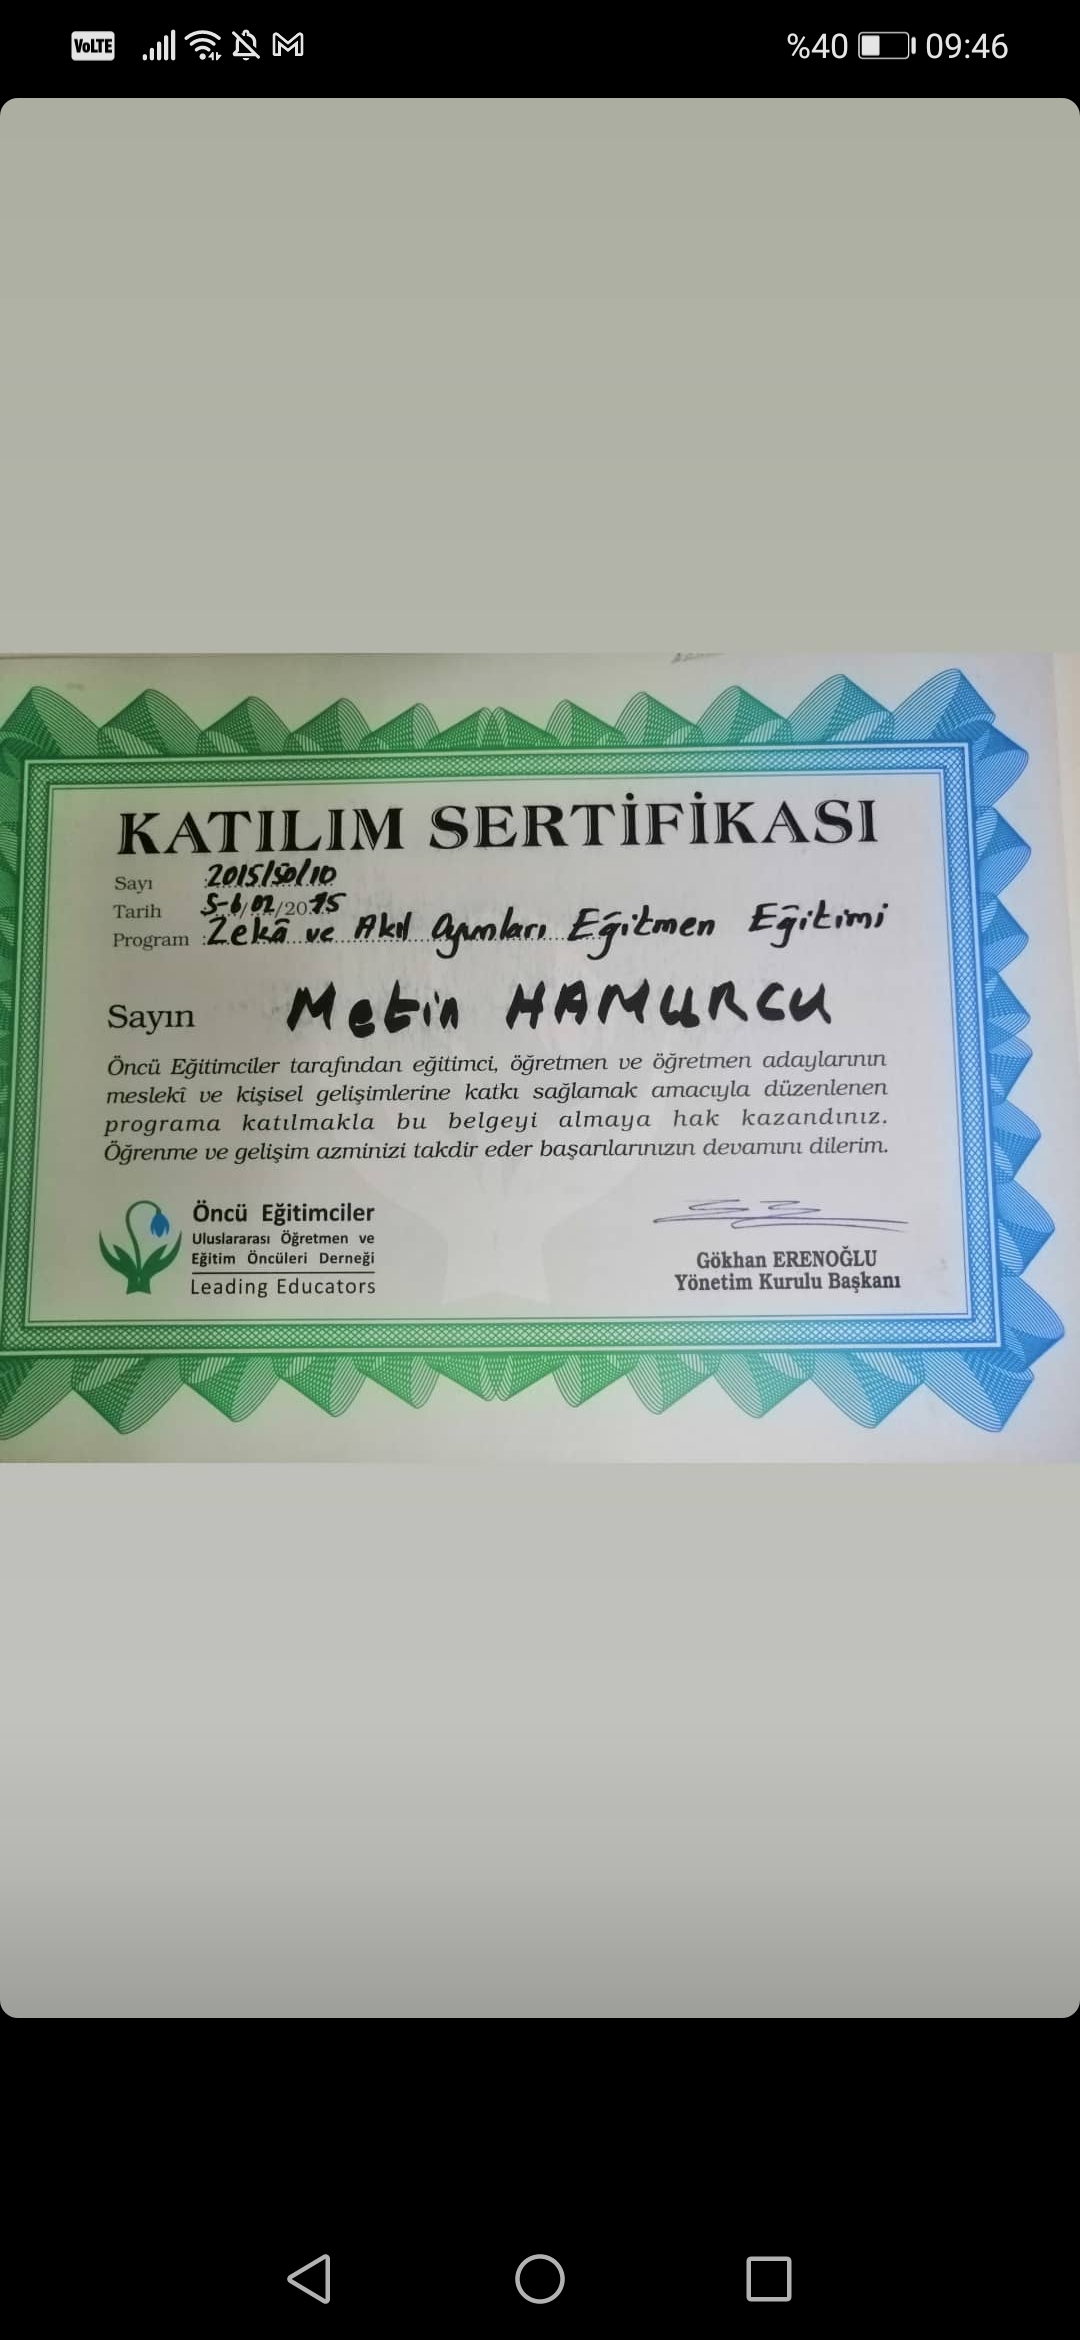 VoLTE
%40 09:46
KATILIM SERTİFİKASI
Sayı 2015/50/10
Tarih 5-6/02/2015
Program : Zekâ ve Akıl Oyunları Eğitmen Eğitimi
Sayın Metin HAMURCU
Öncü Eğitimciler tarafından eğitimci, öğretmen ve öğretmen adaylarının
meslekî ve kişisel gelişimlerine katkı sağlamak amacıyla düzenlenen
programa katılmakla bu belgeyi almaya hak kazandınız.
Öğrenme ve gelişim azminizi takdir eder başarılarınızın devamını dilerim.
Öncü Eğitimciler
Uluslararası Öğretmen ve
Eğitim Öncüleri Derneği
Leading Educators
Gökhan ERENOĞLU
Yönetim Kurulu Başkanı